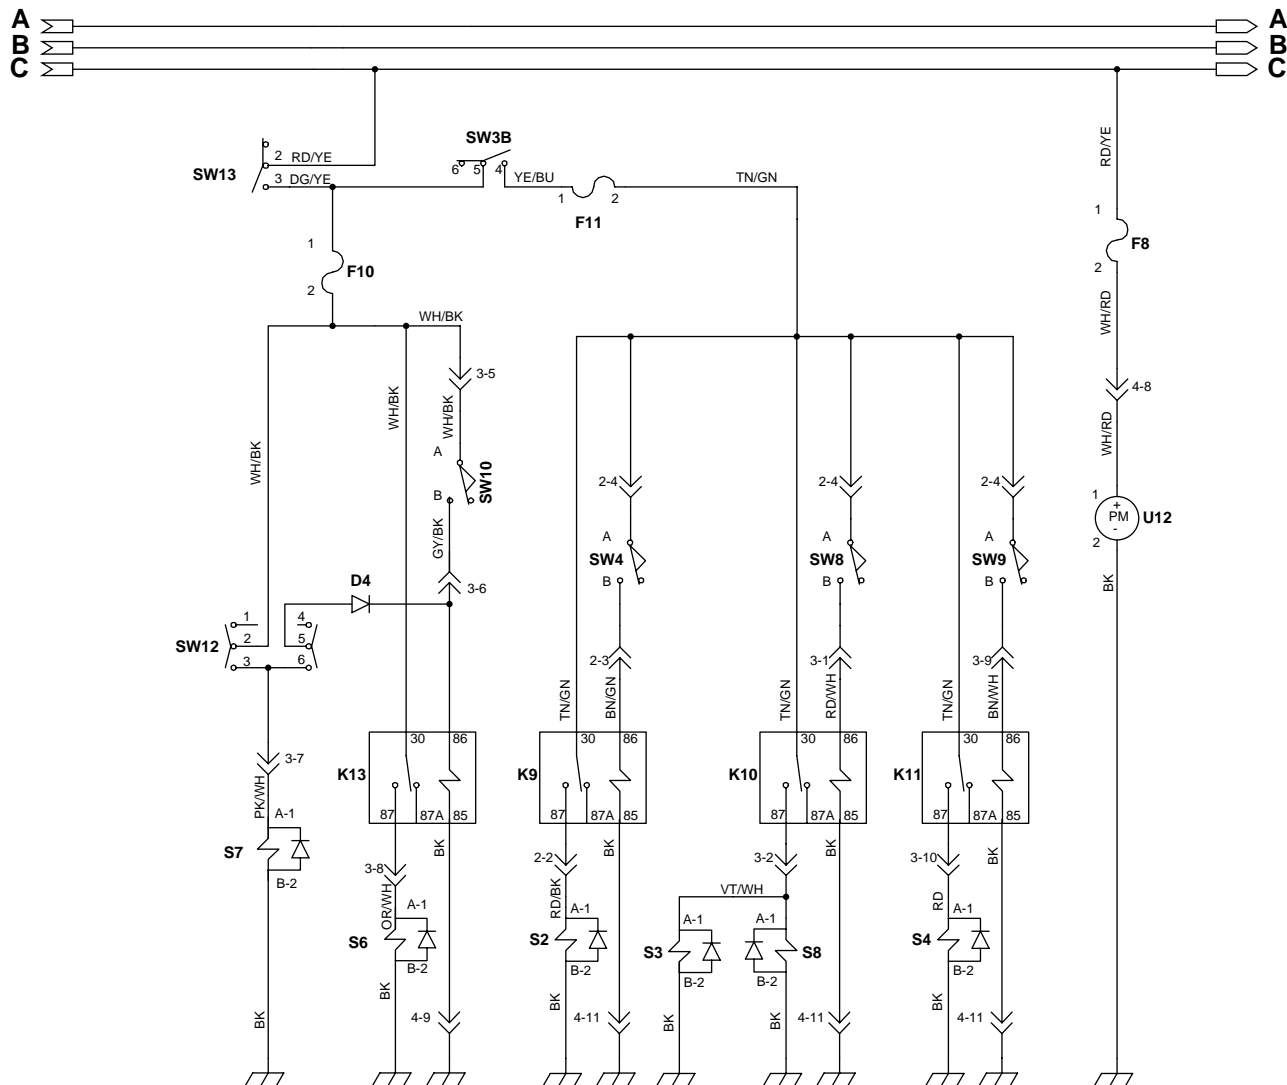 A A
B B
C C
SW13 2 RD/YE
3 DG/YE
SW3B
6 5 4 YE/BU
1 2 TN/GN
F11
RD/YE
1
F8
2
WH/RD
4-8
WH/RD
1
+
PM U12
-
2
BK
1
F10
2
WH/BK
WH/BK
WH/BK
3-5
WH/BK
A
SW10
B
GY/BK
3-6
D4
SW12
1 4
2 5
3 6
2-4 2-4 2-4
A A A
SW4 SW8 SW9
B B B
2-3 3-1 3-9
TN/GN BN/GN TN/GN RD/WH TN/GN BN/WH
3-7
PK/WH
A-1
S7
B-2
BK
K13 30 86
87 87A 85
K9 30 86
87 87A 85
K10 30 86
87 87A 85
K11 30 86
87 87A 85
3-8 BK
OR/WH
A-1
S6
B-2
BK
4-9
2-2 BK
RD/BK
A-1
S2
B-2
BK
4-11
3-2 BK
VT/WH
A-1 A-1
S3 S8
B-2 B-2
BK BK
4-11
3-10 BK
RD
A-1
S4
B-2
BK
4-11